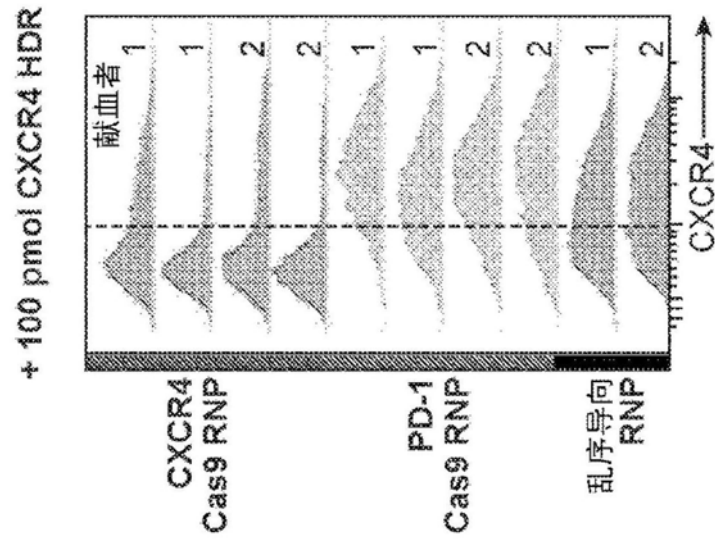 + 100 pmol CXCR4 HDR
献血者
1
1
2
2
1
1
2
2
1
2
CXCR4
Cas9 RNP
PD-1
Cas9 RNP
乱序导向
RNP
CXCR4